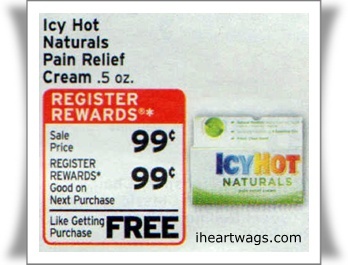 Icy Hot
Naturals
Pain Relief
Cream .5 oz.
REGISTER
REWARDS®*
Sale
Price
99¢
REGISTER
REWARDS*
Good on
Next Purchase
99¢
Like Getting
Purchase
FREE
ICY HOT
NATURALS
iheartwags.com